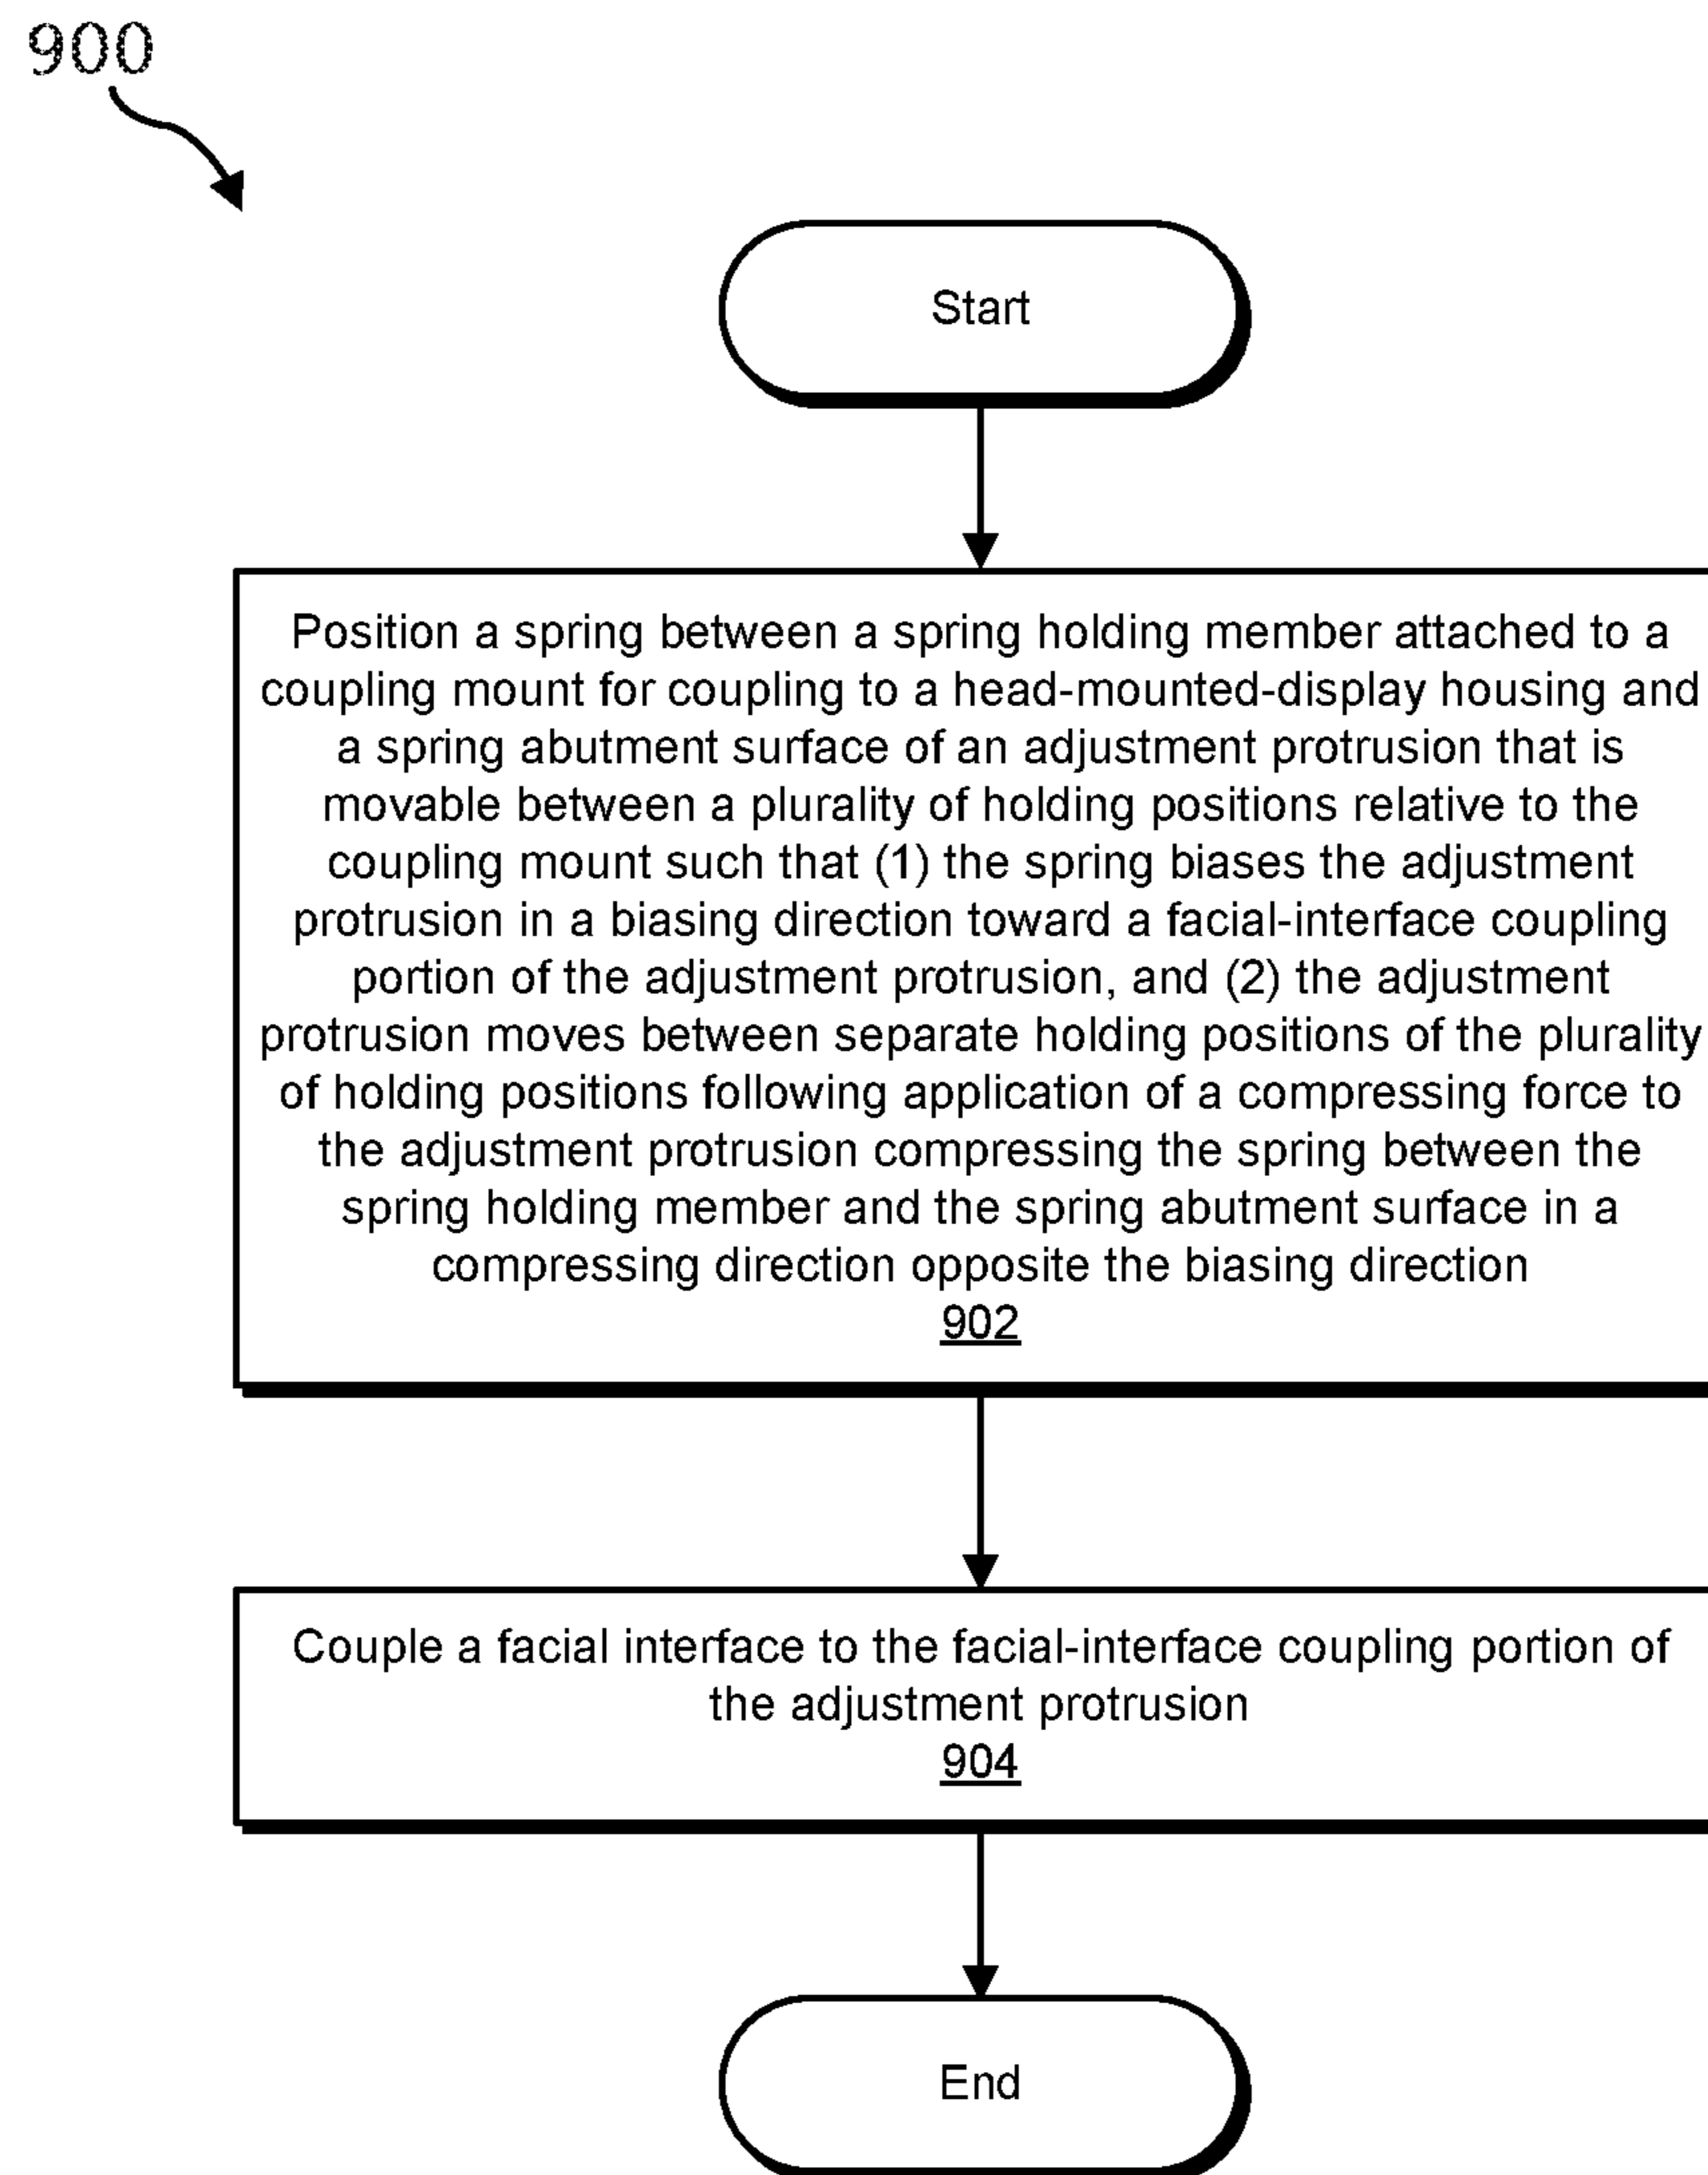 900
Start
Position a spring between a spring holding member attached to a
coupling mount for coupling to a head-mounted-display housing and
a spring abutment surface of an adjustment protrusion that is
movable between a plurality of holding positions relative to the
coupling mount such that (1) the spring biases the adjustment
protrusion in a biasing direction toward a facial-interface coupling
portion of the adjustment protrusion, and (2) the adjustment
protrusion moves between separate holding positions of the plurality
of holding positions following application of a compressing force to
the adjustment protrusion compressing the spring between the
spring holding member and the spring abutment surface in a
compressing direction opposite the biasing direction
902
Couple a facial interface to the facial-interface coupling portion of
the adjustment protrusion
904
End